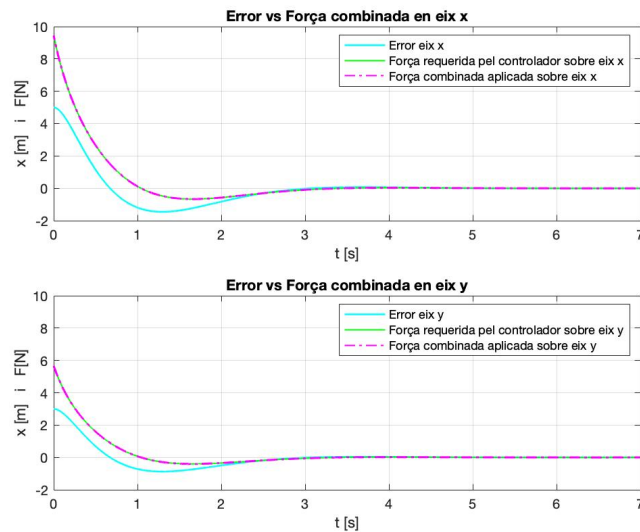 Error vs Força combinada en eix x
10
8
6
4
2
0
-2
x [m] i F[N]
Error eix x
Força requerida pel controlador sobre eix x
Força combinada aplicada sobre eix x
0 1 2 3 4 5 6 7
t [s]
Error vs Força combinada en eix y
10
8
6
4
2
0
-2
x [m] i F[N]
Error eix y
Força requerida pel controlador sobre eix y
Força combinada aplicada sobre eix y
0 1 2 3 4 5 6 7
t [s]